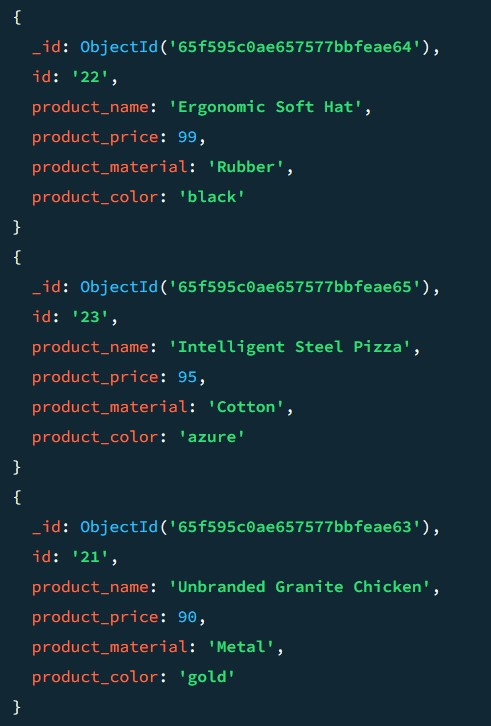 {
_id: ObjectId('65f595c0ae657577bbfeae64'),
id: '22',
product_name: 'Ergonomic Soft Hat',
product_price: 99,
product_material: 'Rubber',
product_color: 'black'
}
{
_id: ObjectId('65f595c0ae657577bbfeae65'),
id: '23',
product_name: 'Intelligent Steel Pizza',
product_price: 95,
product_material: 'Cotton',
product_color: 'azure'
}
{
_id: ObjectId('65f595c0ae657577bbfeae63'),
id: '21',
product_name: 'Unbranded Granite Chicken',
product_price: 90,
product_material: 'Metal',
product_color: 'gold'
}